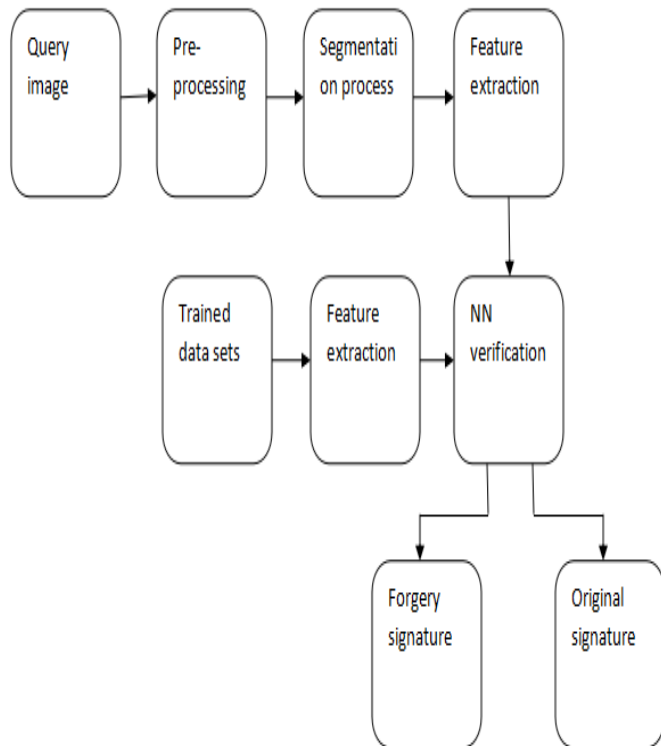 Query
image
Pre-
processing
Segmentati
on process
Feature
extraction
Trained
data sets
Feature
extraction
NN
verification
Forgery
signature
Original
signature